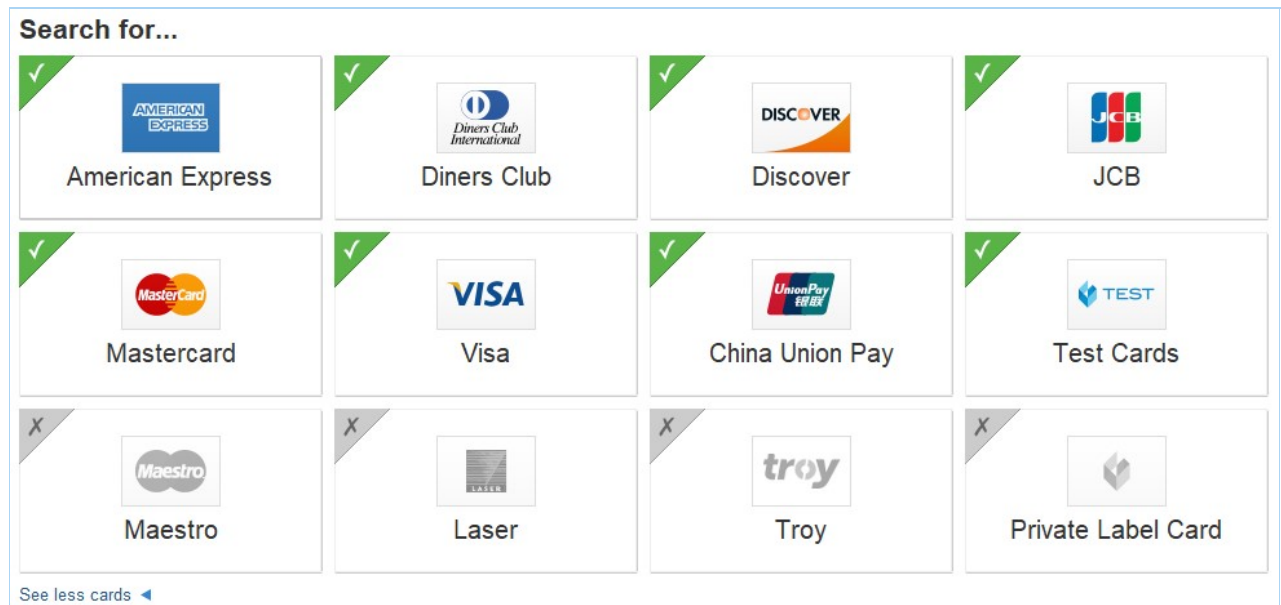 Search for...
AMERICAN
EXPRESS
American Express
Diners Club
International
Diners Club
DISCOVER
Discover
JCB
JCB
MasterCard
Mastercard
VISA
Visa
UnionPay
银联
China Union Pay
TEST
Test Cards
Maestro
Maestro
LASER
Laser
troy
Troy
Private Label Card
See less cards